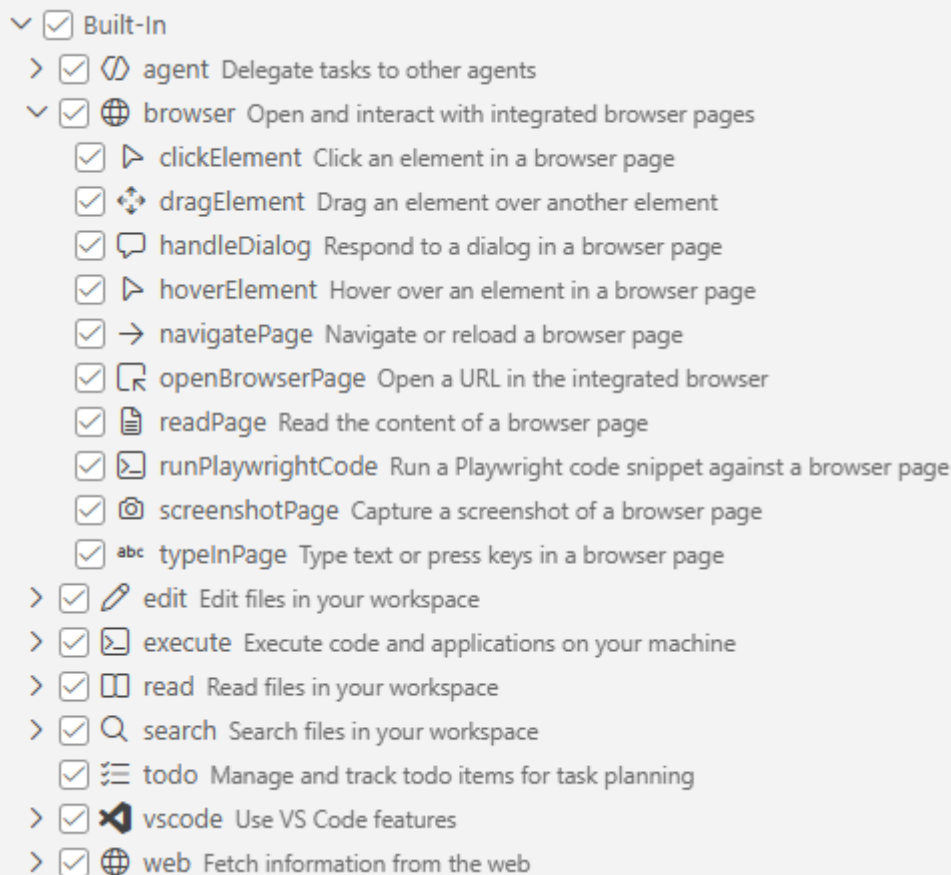 Built-In
agent Delegate tasks to other agents
browser Open and interact with integrated browser pages
clickElement Click an element in a browser page
dragElement Drag an element over another element
handleDialog Respond to a dialog in a browser page
hoverElement Hover over an element in a browser page
navigatePage Navigate or reload a browser page
openBrowserPage Open a URL in the integrated browser
readPage Read the content of a browser page
runPlaywrightCode Run a Playwright code snippet against a browser page
screenshotPage Capture a screenshot of a browser page
abc typeInPage Type text or press keys in a browser page
edit Edit files in your workspace
execute Execute code and applications on your machine
read Read files in your workspace
search Search files in your workspace
todo Manage and track todo items for task planning
vscode Use VS Code features
web Fetch information from the web